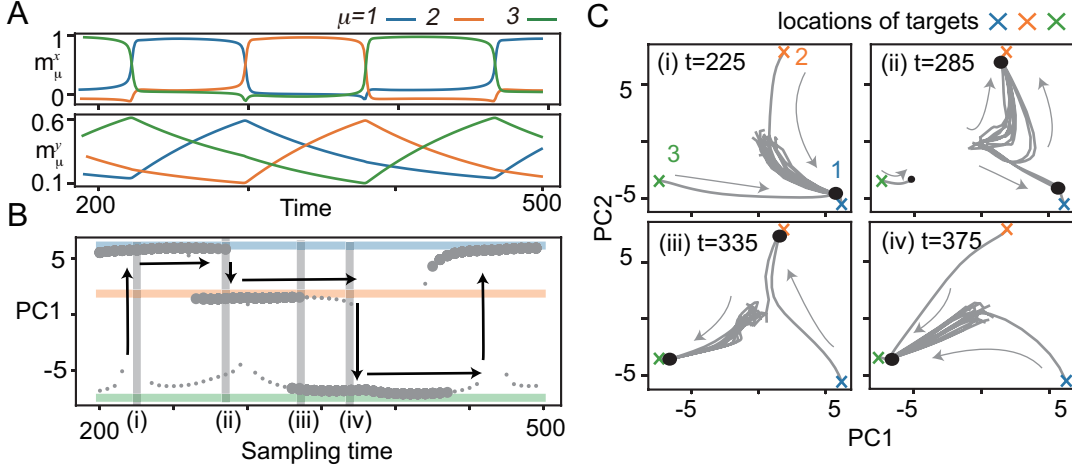 A
μ=1 2 3
1
m^x_μ
0
0.6
m^y_μ
0.1
200 Time 500
B
5
PC1
-5
200 (i) (ii) (iii) (iv) 500
Sampling time
C
locations of targets
(i) t=225
2
5
3
1
-5
(ii) t=285
PC2
(iii) t=335
5
-5
-5 5
(iv) t=375
-5 5
PC1